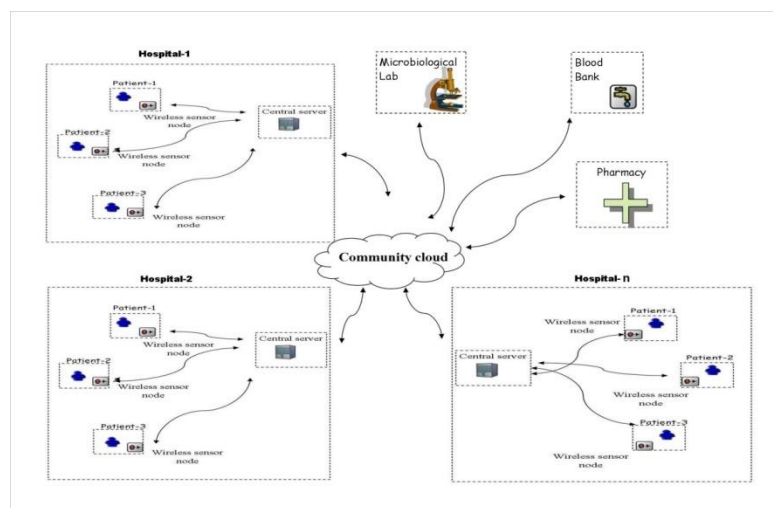 Hospital-1
Patient-1
Wireless sensor
node
Central server
Patient-2
Wireless sensor
node
Patient-3
Wireless sensor
node
Microbiological
Lab
Blood
Bank
Pharmacy
Community cloud
Hospital-2
Patient-1
Wireless sensor
node
Central server
Patient-2
Wireless sensor
node
Patient-3
Wireless sensor
node
Hospital-n
Patient-1
Wireless sensor
node
Central server
Patient-2
Wireless sensor
node
Patient-3
Wireless sensor
node